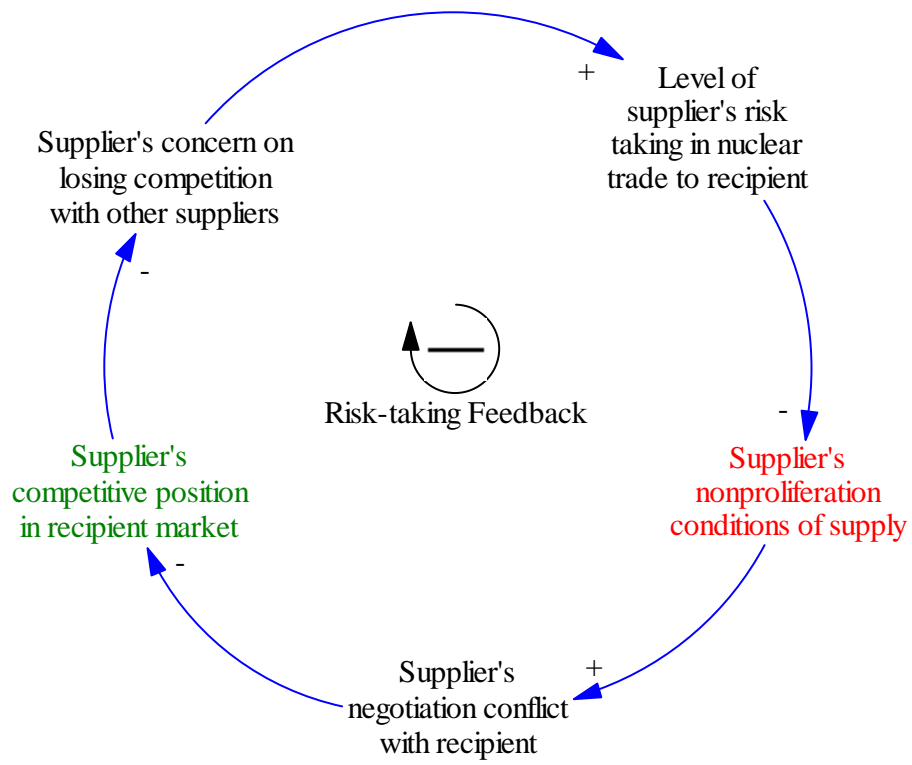 +
Level of
supplier's risk
taking in nuclear
trade to recipient
Supplier's concern on
losing competition
with other suppliers
-
Risk-taking Feedback
-
Supplier's
competitive position
in recipient market
Supplier's
nonproliferation
conditions of supply
-
+
Supplier's
negotiation conflict
with recipient